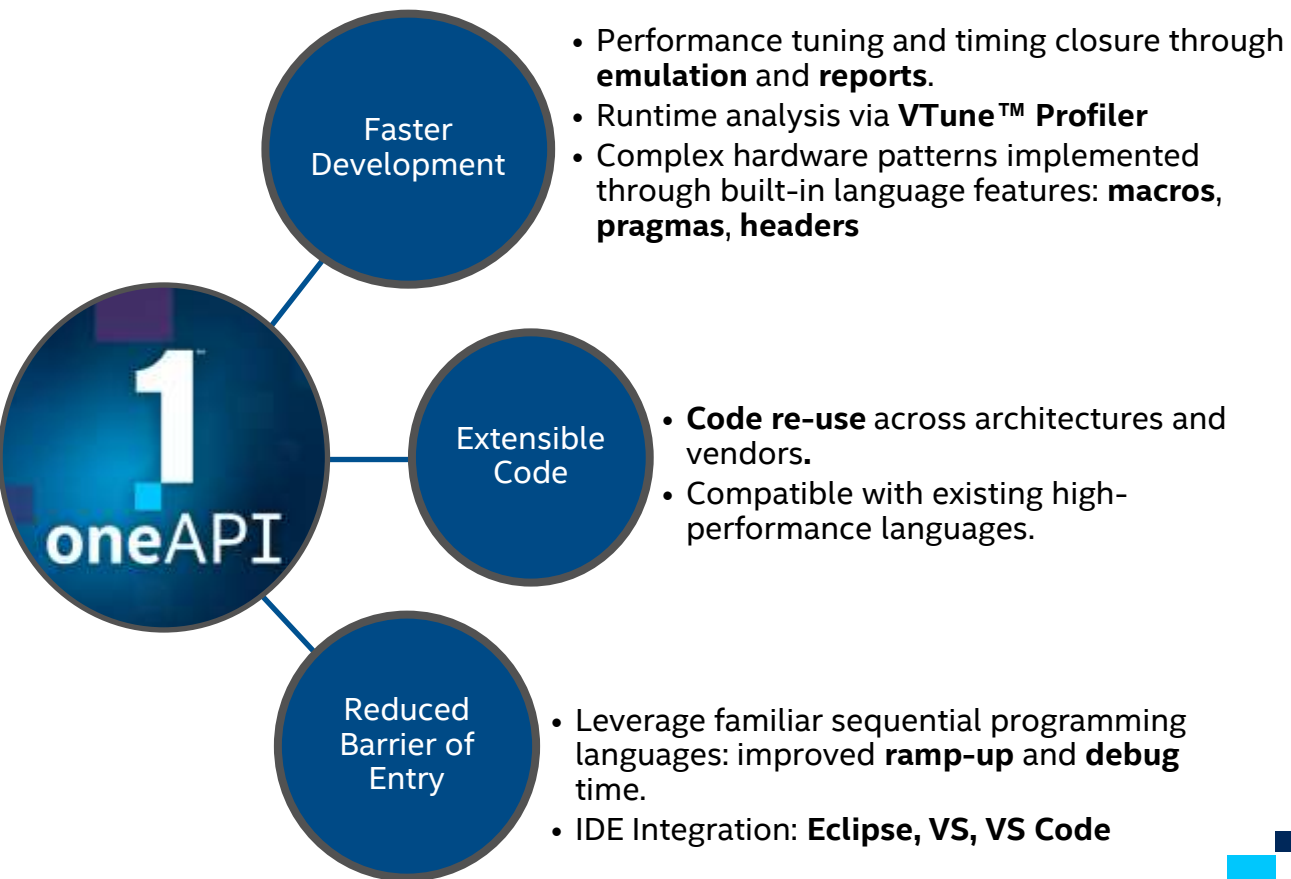 Faster
Development
• Performance tuning and timing closure through
emulation and reports.
• Runtime analysis via VTune™ Profiler
• Complex hardware patterns implemented
through built-in language features: macros,
pragmas, headers
1™
oneAPI
Extensible
Code
• Code re-use across architectures and
vendors.
• Compatible with existing high-
performance languages.
Reduced
Barrier of
Entry
• Leverage familiar sequential programming
languages: improved ramp-up and debug
time.
• IDE Integration: Eclipse, VS, VS Code